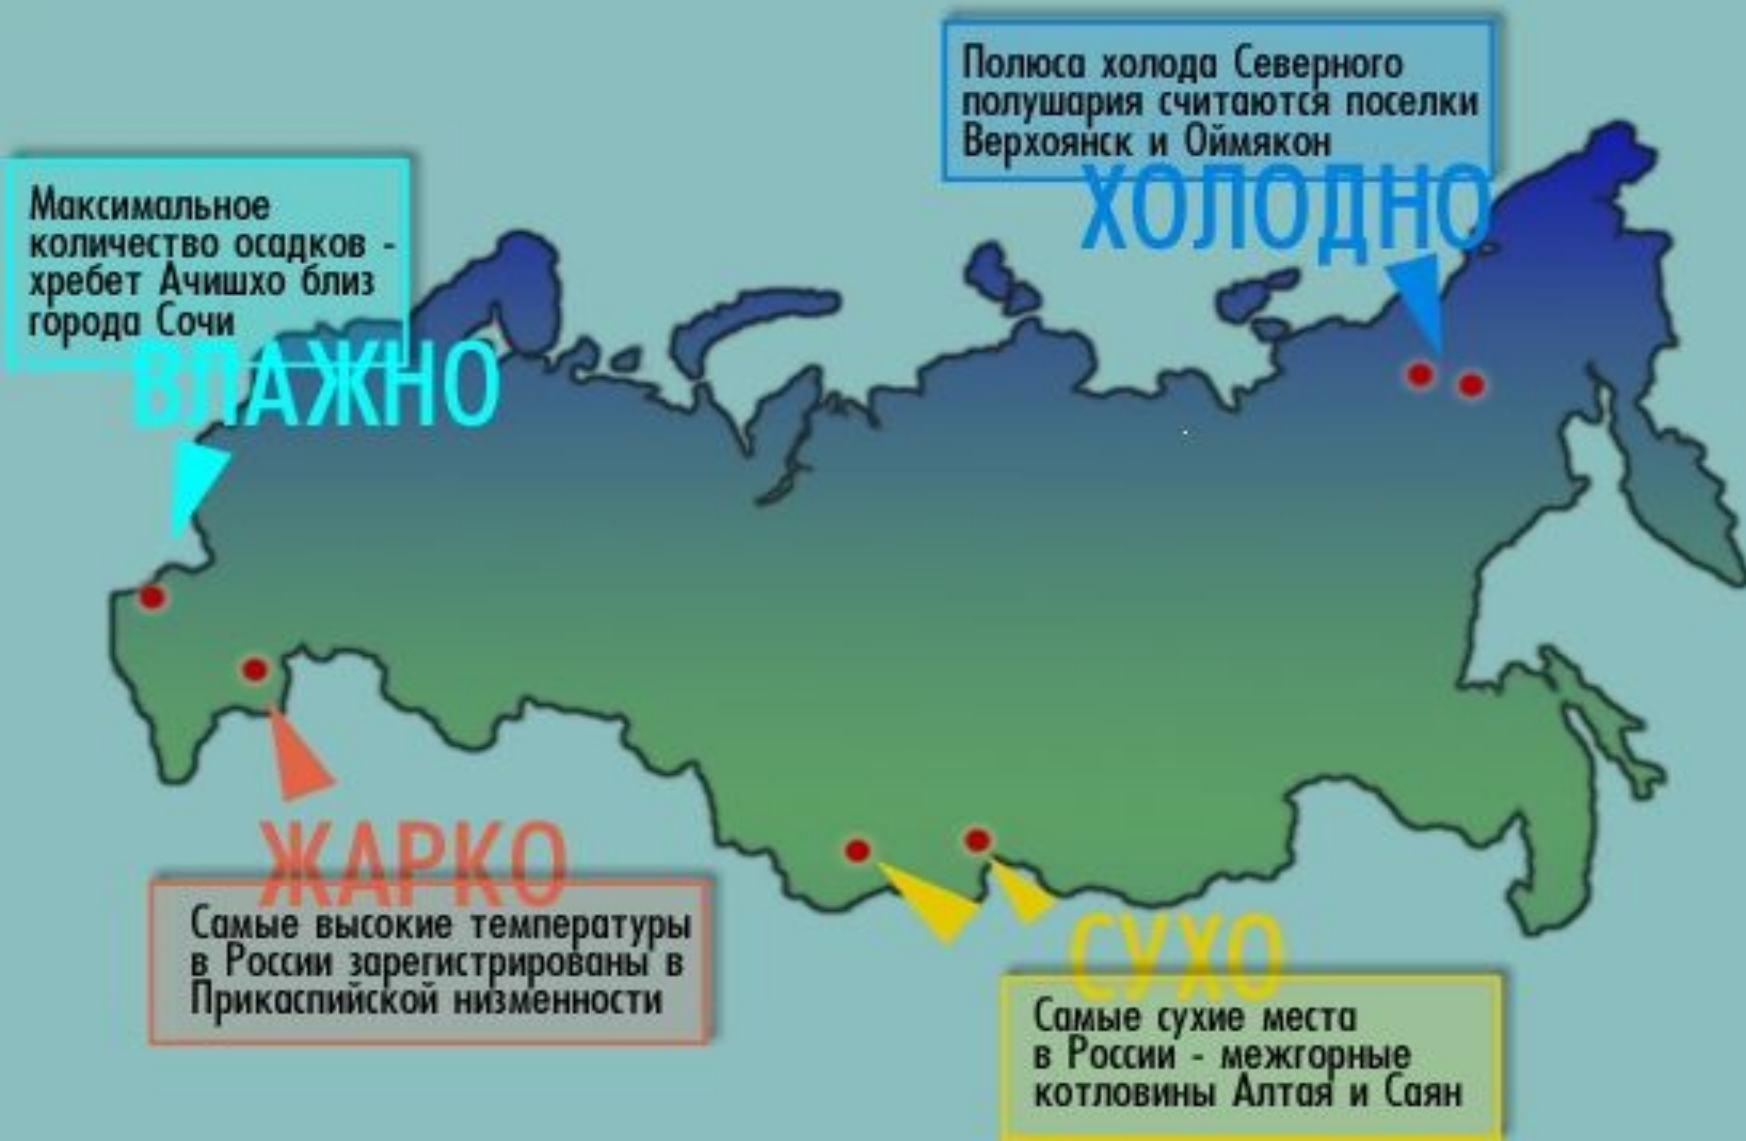 Полюса холода Северного
полушария считаются поселки
Верхоянск и Оймякон
ХОЛОДНО
Максимальное
количество осадков -
хребет Ачишхо близ
города Сочи
ВЛАЖНО
ЖАРКО
Самые высокие температуры
в России зарегистрированы в
Прикаспийской низменности
СУХО
Самые сухие места
в России - межгорные
котловины Алтая и Саян